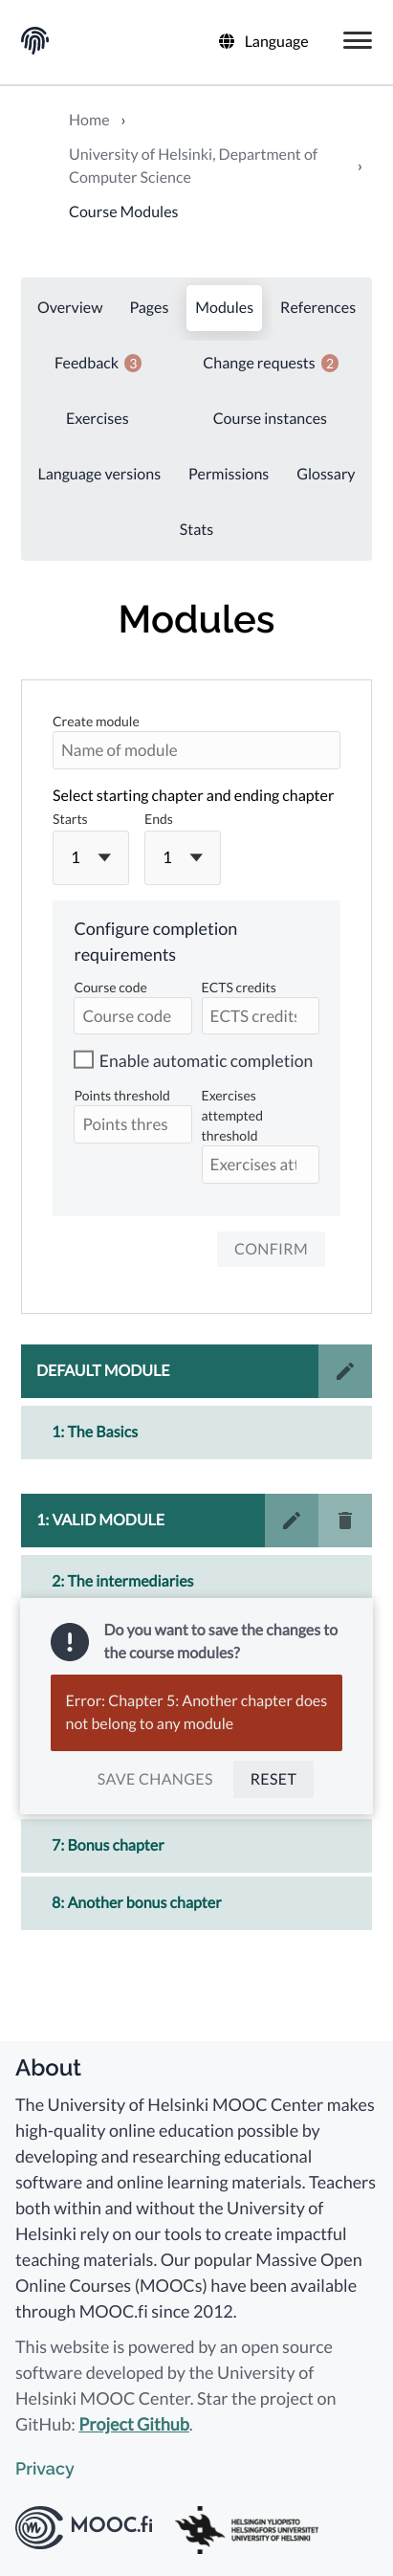 Language
Home ›
University of Helsinki, Department of
Computer Science ›
Course Modules
Overview Pages Modules References
Feedback 3 Change requests 2
Exercises Course instances
Language versions Permissions Glossary
Stats
Modules
Create module
Name of module
Select starting chapter and ending chapter
Starts Ends
1 1
Configure completion
requirements
Course code ECTS credits
Course code ECTS credits
Enable automatic completion
Points threshold Exercises
attempted
threshold
Points thres
Exercises att
CONFIRM
DEFAULT MODULE
1: The Basics
1: VALID MODULE
2: The intermediaries
Do you want to save the changes to
the course modules?
Error: Chapter 5: Another chapter does
not belong to any module
SAVE CHANGES RESET
7: Bonus chapter
8: Another bonus chapter
About
The University of Helsinki MOOC Center makes
high-quality online education possible by
developing and researching educational
software and online learning materials. Teachers
both within and without the University of
Helsinki rely on our tools to create impactful
teaching materials. Our popular Massive Open
Online Courses (MOOCs) have been available
through MOOC.fi since 2012.
This website is powered by an open source
software developed by the University of
Helsinki MOOC Center. Star the project on
GitHub: Project Github.
Privacy
MOOC.fi
HELSINGIN YLIOPISTO
HELSINGFORS UNIVERSITET
UNIVERSITY OF HELSINKI